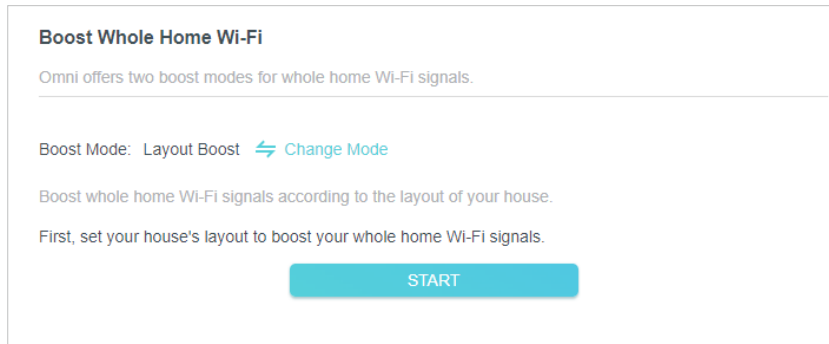 Boost Whole Home Wi-Fi
Omni offers two boost modes for whole home Wi-Fi signals.
Boost Mode: Layout Boost Change Mode
Boost whole home Wi-Fi signals according to the layout of your house.
First, set your house's layout to boost your whole home Wi-Fi signals.
START